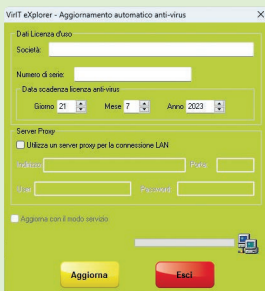 VirIT eXplorer - Aggiornamento automatico anti-virus
Dati Licenza d'uso
Società:
Numero di serie:
Data scadenza licenza anti-virus
Giorno 21 Mese 7 Anno 2023
Server Proxy
Utilizza un server proxy per la connessione LAN
Indirizzo Porta:
User Password
Aggiorna con il modo servizio
Aggiorna Esci